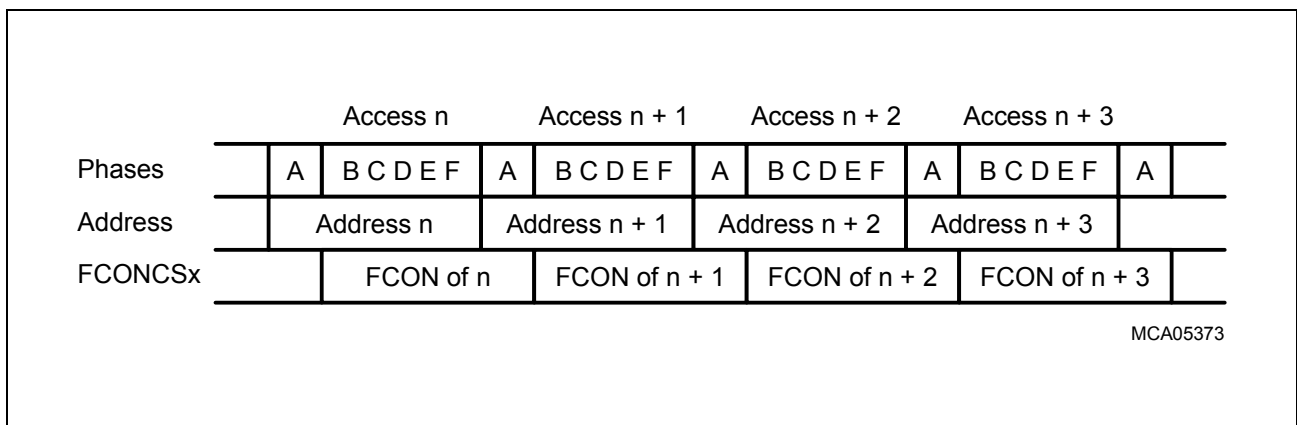 Access n Access n + 1 Access n + 2 Access n + 3
Phases A B C D E F A B C D E F A B C D E F A B C D E F A
Address Address n Address n + 1 Address n + 2 Address n + 3
FCONCSx FCON of n FCON of n + 1 FCON of n + 2 FCON of n + 3
MCA05373